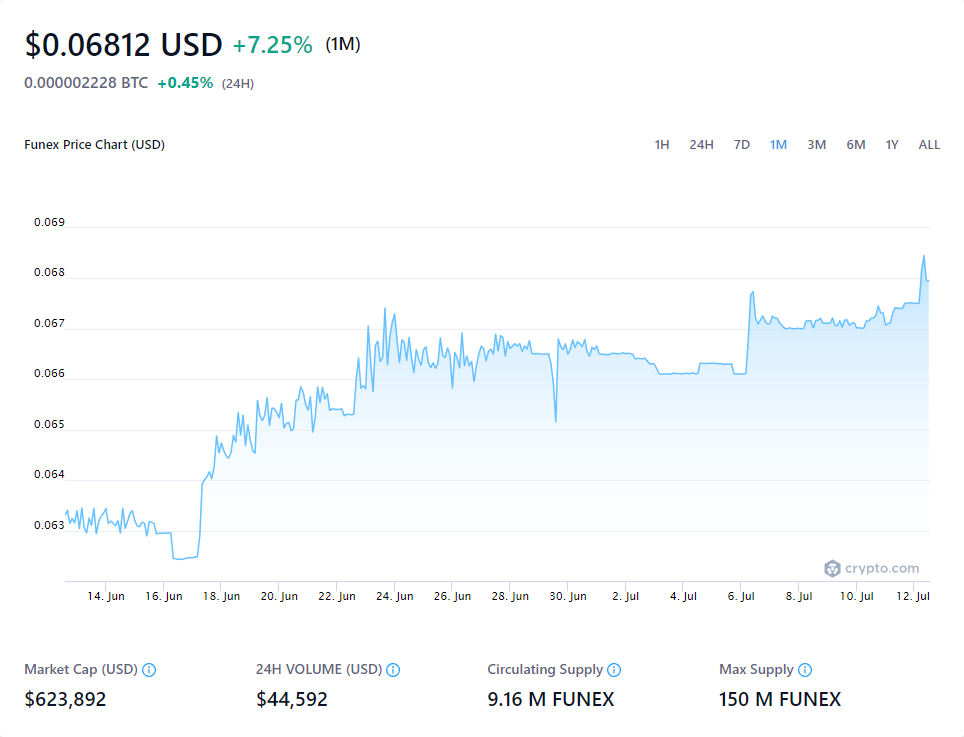 $0.06812 USD +7.25% (1M)
0.000002228 BTC +0.45% (24H)
Funex Price Chart (USD) 1H 24H 7D 1M 3M 6M 1Y ALL
0.069
0.068
0.067
0.066
0.065
0.064
0.063
crypto.com
14. Jun 16. Jun 18. Jun 20. Jun 22. Jun 24. Jun 26. Jun 28. Jun 30. Jun 2. Jul 4. Jul 6. Jul 8. Jul 10. Jul 12. Jul
Market Cap (USD) 24H VOLUME (USD) Circulating Supply Max Supply
$623,892 $44,592 9.16 M FUNEX 150 M FUNEX